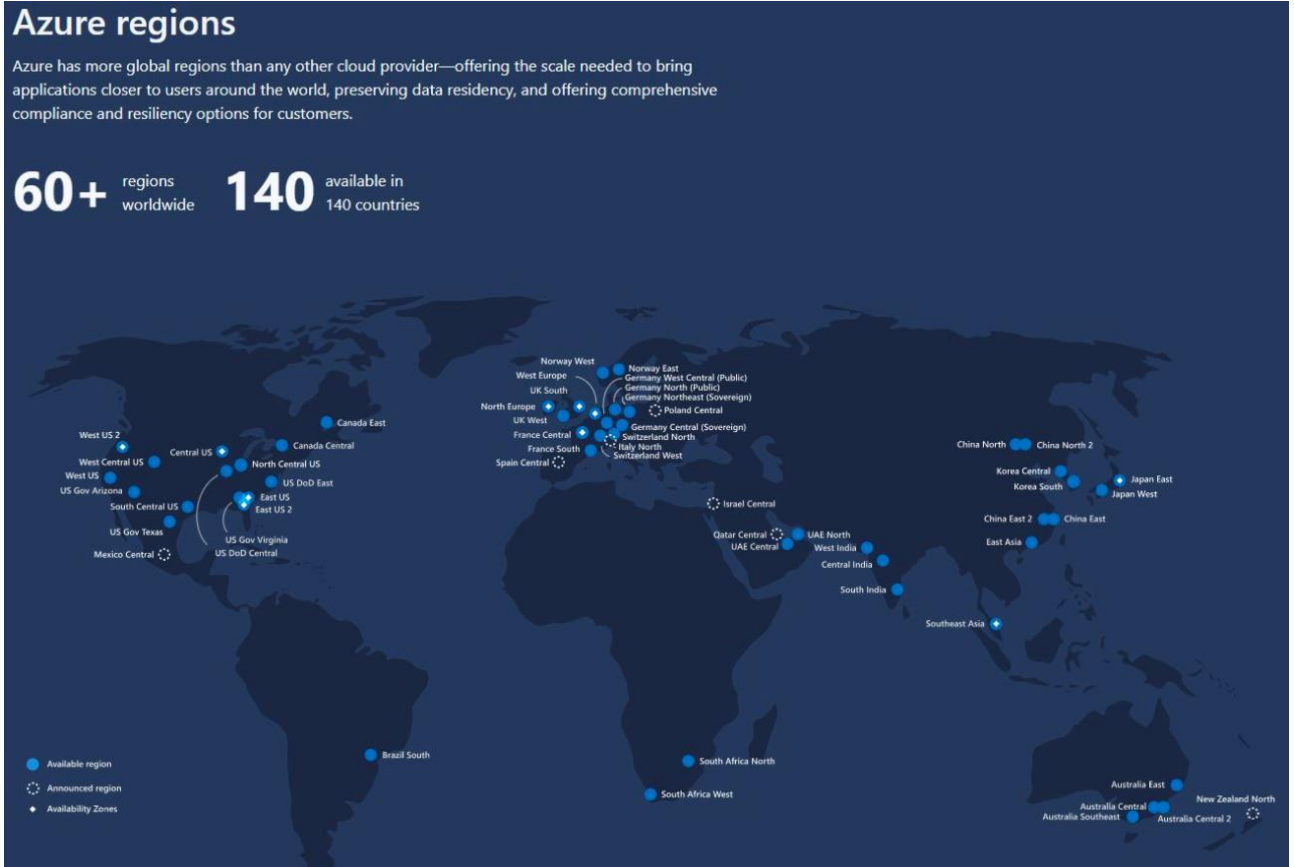 Azure regions
Azure has more global regions than any other cloud provider—offering the scale needed to bring
applications closer to users around the world, preserving data residency, and offering comprehensive
compliance and resiliency options for customers.
60+ regions worldwide
140 available in 140 countries
Norway West
Norway East
West Europe
Germany West Central (Public)
UK South
Germany North (Public)
Germany Northeast (Sovereign)
North Europe
Poland Central
UK West
Germany Central (Sovereign)
France Central
Switzerland North
Italy North
France South
Switzerland West
Spain Central
Canada East
West US 2
Canada Central
Central US
West Central US
North Central US
West US
US DoD East
US Gov Arizona
East US
South Central US
East US 2
US Gov Texas
US Gov Virginia
Mexico Central
US DoD Central
China North
China North 2
Korea Central
Korea South
Japan East
Japan West
Israel Central
China East 2
China East
Qatar Central
UAE North
UAE Central
West India
East Asia
Central India
South India
Southeast Asia
Brazil South
South Africa North
South Africa West
Australia East
New Zealand North
Australia Central
Australia Southeast
Australia Central 2
Available region
Announced region
Availability Zones